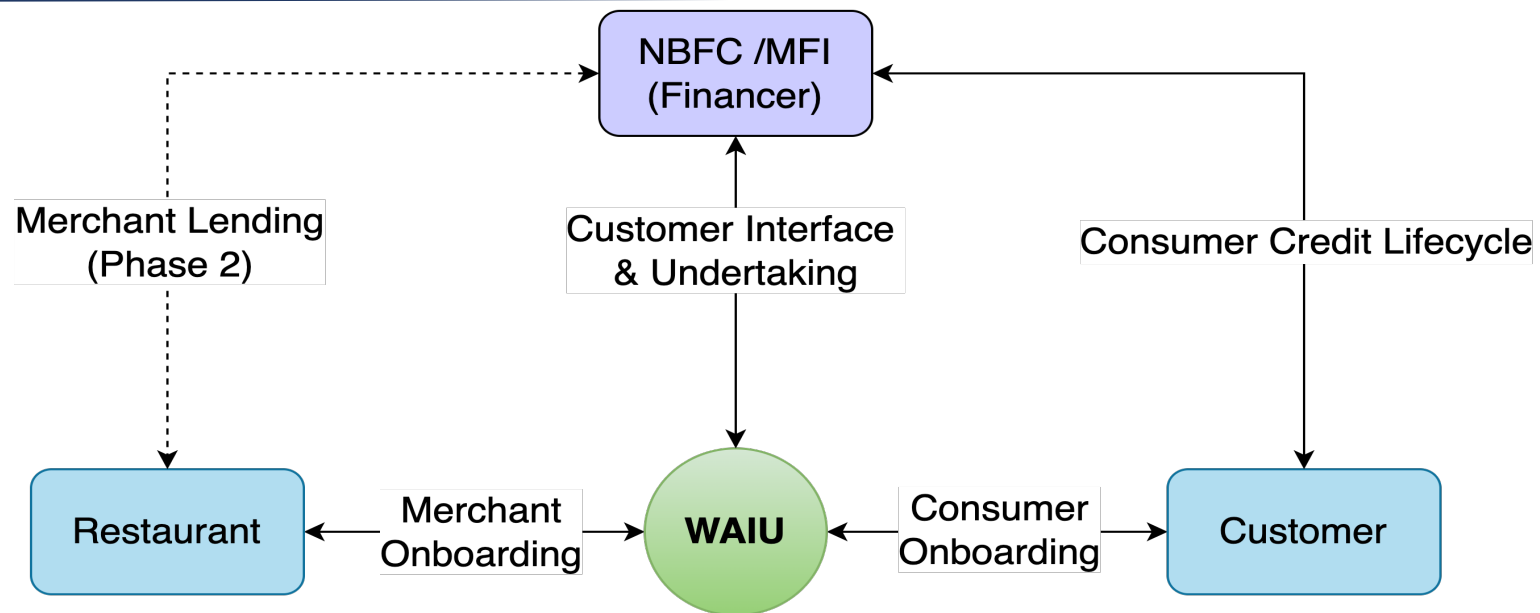 NBFC /MFI
(Financer)
Merchant Lending
(Phase 2)
Customer Interface
& Undertaking
Consumer Credit Lifecycle
Restaurant
Merchant
Onboarding
WAIU
Consumer
Onboarding
Customer